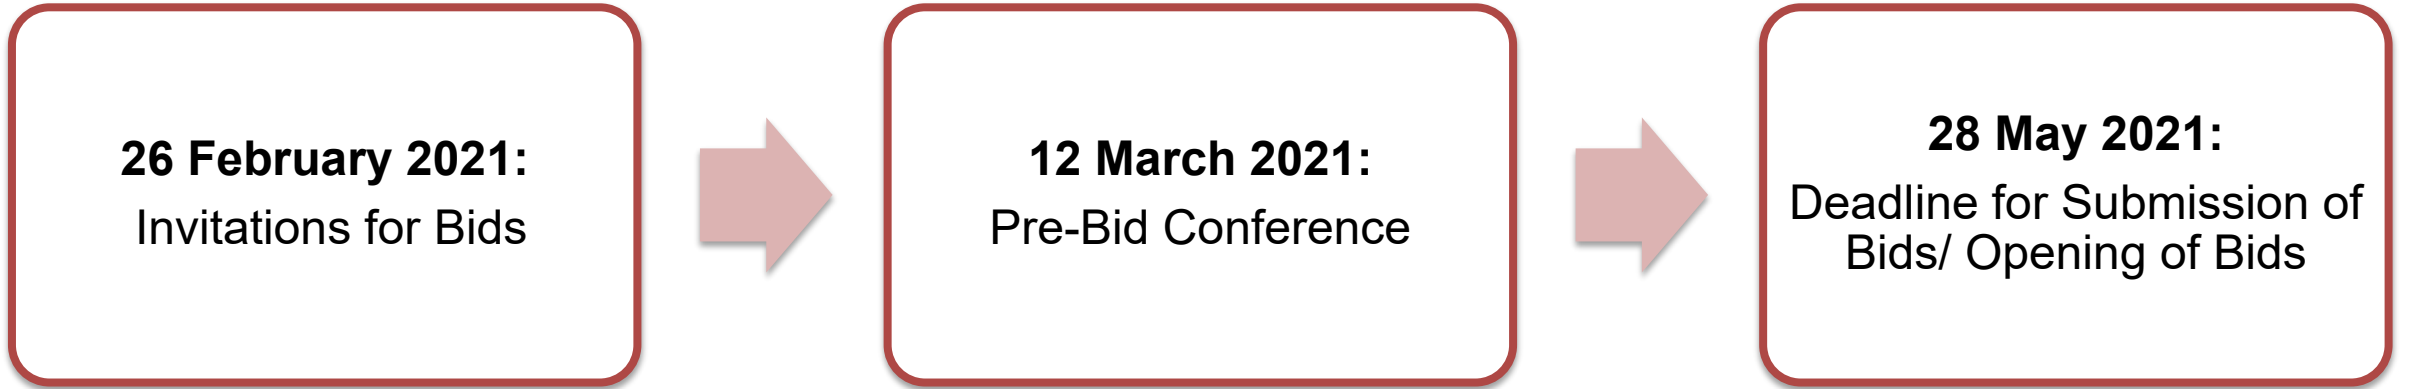 26 February 2021:
Invitations for Bids
12 March 2021:
Pre-Bid Conference
28 May 2021:
Deadline for Submission of
Bids/ Opening of Bids